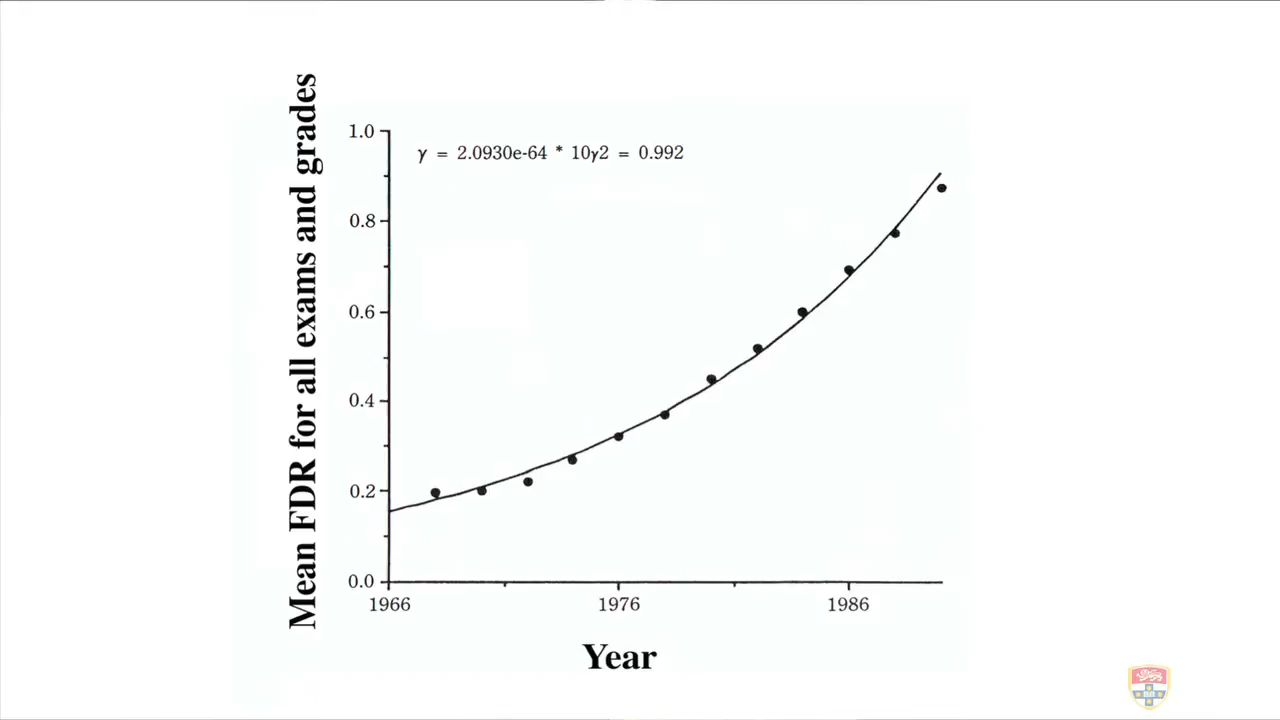 Mean FDR for all exams and grades
1.0
γ = 2.0930e-64 * 10γ2 = 0.992
0.8
0.6
0.4
0.2
0.0
1966 1976 1986
Year